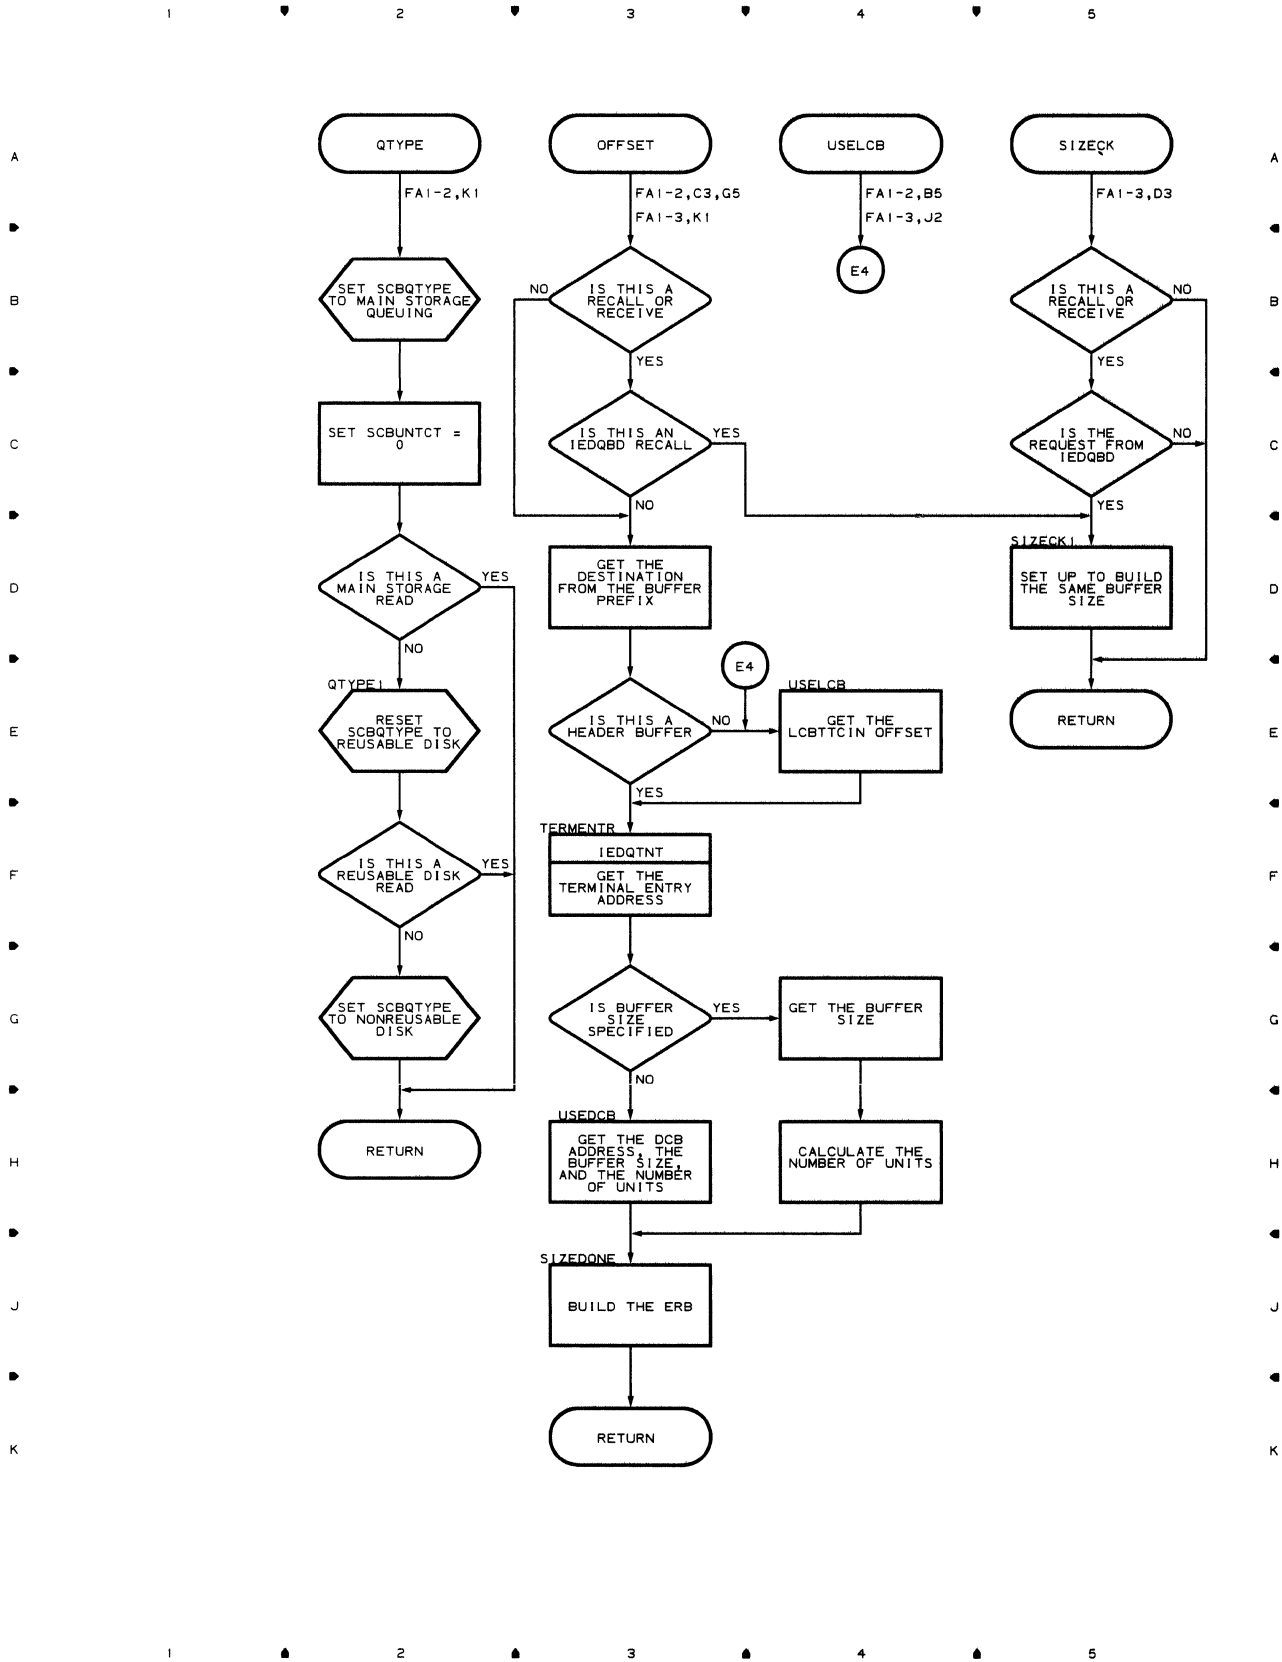 1 2 3 4 5
A
QTYPE
FA1-2,K1
B
SET SCBQTYPE
TO MAIN STORAGE
QUEUING
C
SET SCBUNTCT =
0
D
IS THIS A
MAIN STORAGE
READ
YES
NO
QTYPE1
E
RESET
SCBQTYPE TO
REUSABLE DISK
F
IS THIS A
REUSABLE DISK
READ
YES
NO
G
SET SCBQTYPE
TO NONREUSABLE
DISK
H
RETURN
J
K
OFFSET
FA1-2,C3,G5
FA1-3,K1
NO
IS THIS A
RECALL OR
RECEIVE
YES
IS THIS AN
IEDQBD RECALL
YES
NO
GET THE
DESTINATION
FROM THE BUFFER
PREFIX
IS THIS A
HEADER BUFFER
NO
YES
TERMENTR
IEDQTNT
GET THE
TERMINAL ENTRY
ADDRESS
IS BUFFER
SIZE
SPECIFIED
YES
NO
USEDCB
GET THE DCB
ADDRESS, THE
BUFFER SIZE,
AND THE NUMBER
OF UNITS
SIZEDONE
BUILD THE ERB
RETURN
USELCB
FA1-2,B5
FA1-3,J2
E4
E4
USELCB
GET THE
LCBTTCIN OFFSET
GET THE BUFFER
SIZE
CALCULATE THE
NUMBER OF UNITS
SIZECK
FA1-3,D3
IS THIS A
RECALL OR
RECEIVE
NO
YES
IS THE
REQUEST FROM
IEDQBD
NO
YES
SIZECK1
SET UP TO BUILD
THE SAME BUFFER
SIZE
RETURN
A
B
C
D
E
F
G
H
J
K
1 2 3 4 5